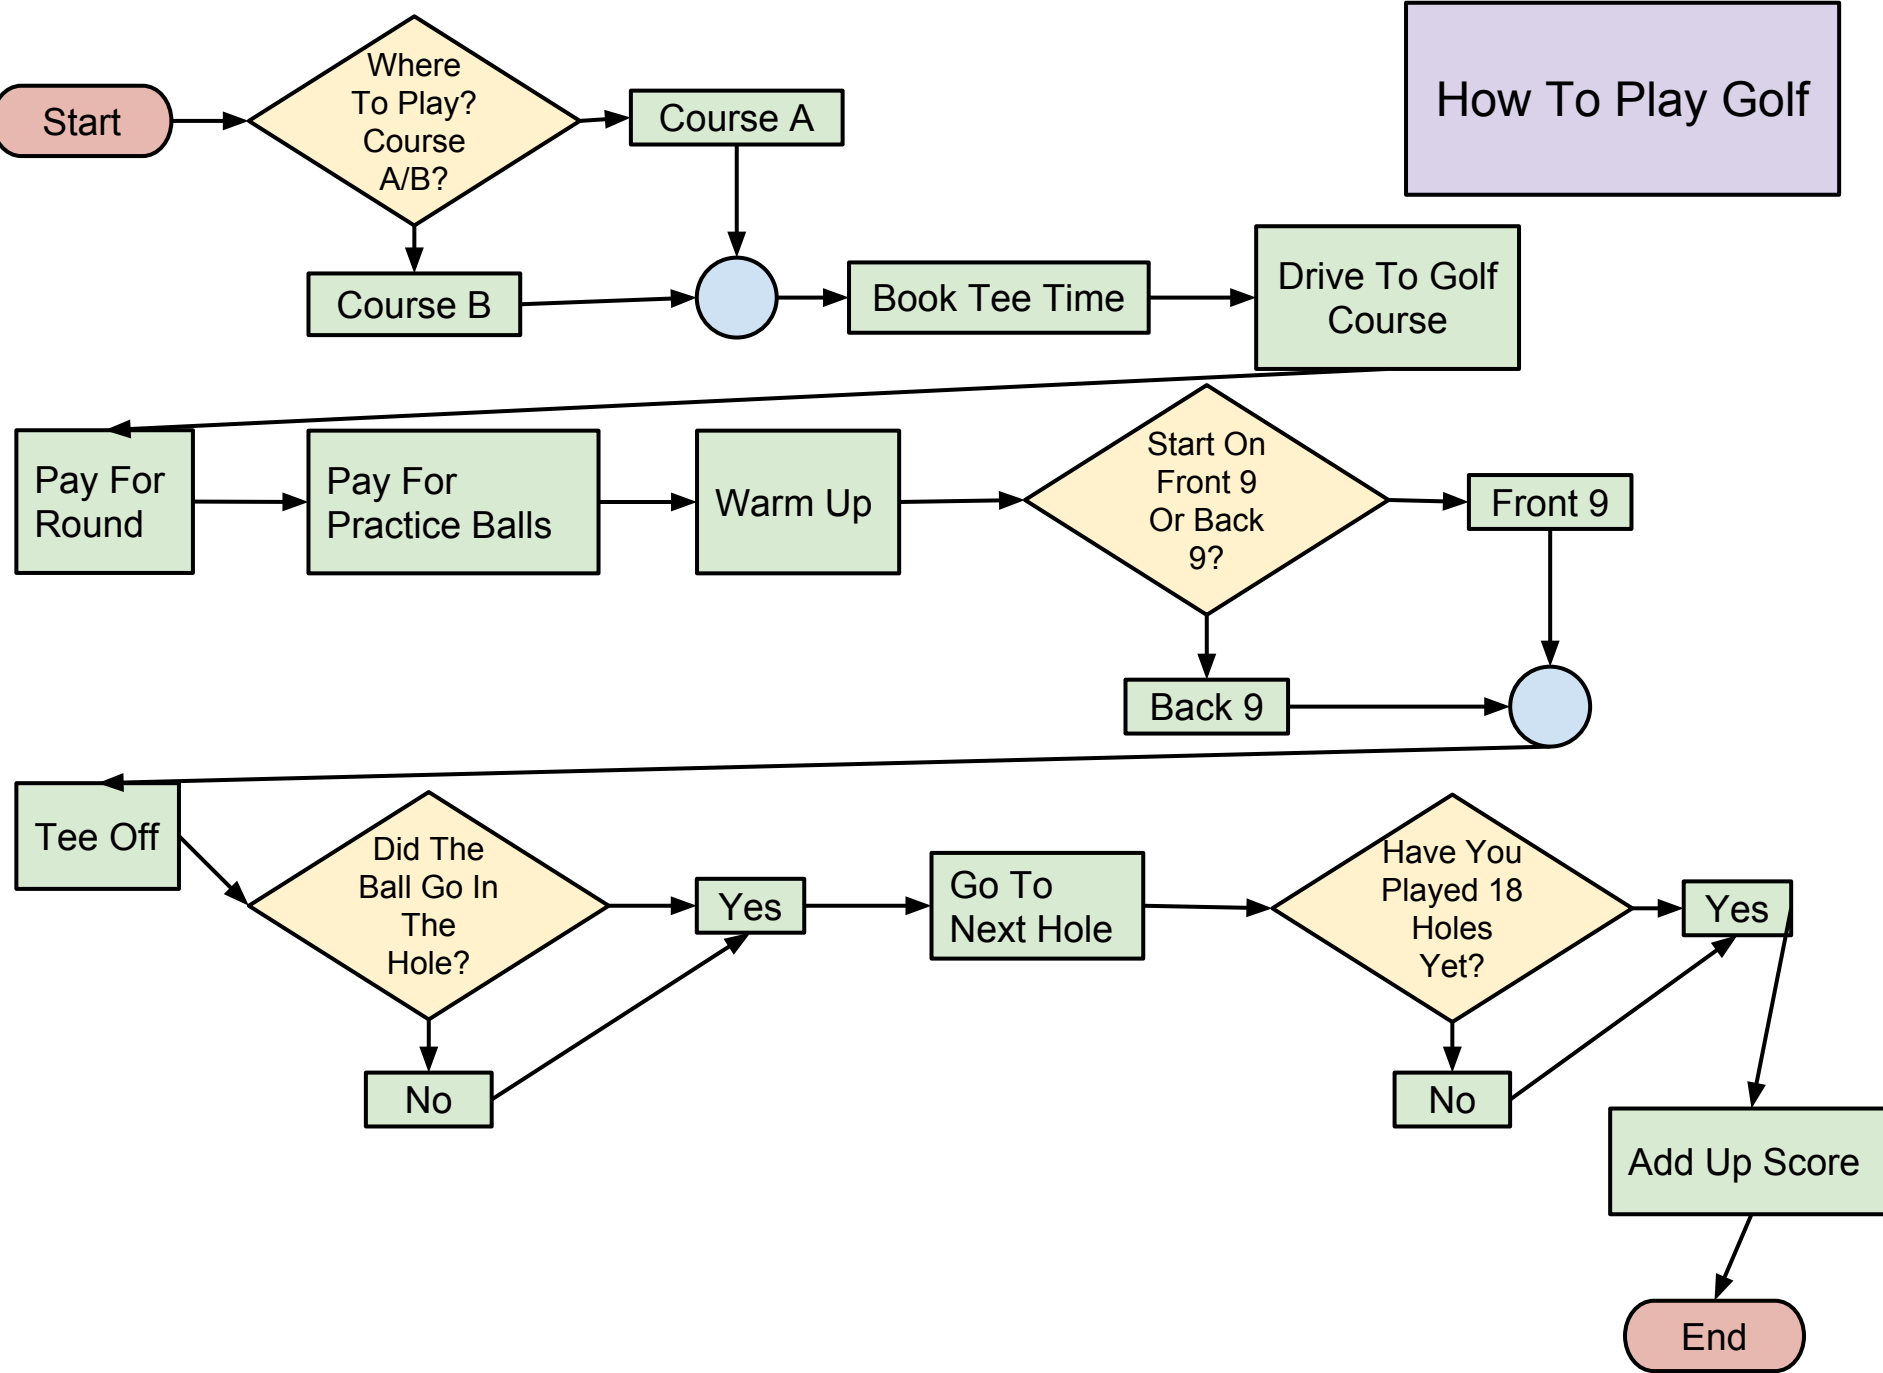 How To Play Golf
Start
Where
To Play?
Course
A/B?
Course A
Course B
Book Tee Time
Drive To Golf
Course
Pay For
Round
Pay For
Practice Balls
Warm Up
Start On
Front 9
Or Back
9?
Front 9
Back 9
Tee Off
Did The
Ball Go In
The
Hole?
Yes
No
Go To
Next Hole
Have You
Played 18
Holes
Yet?
Yes
No
Add Up Score
End